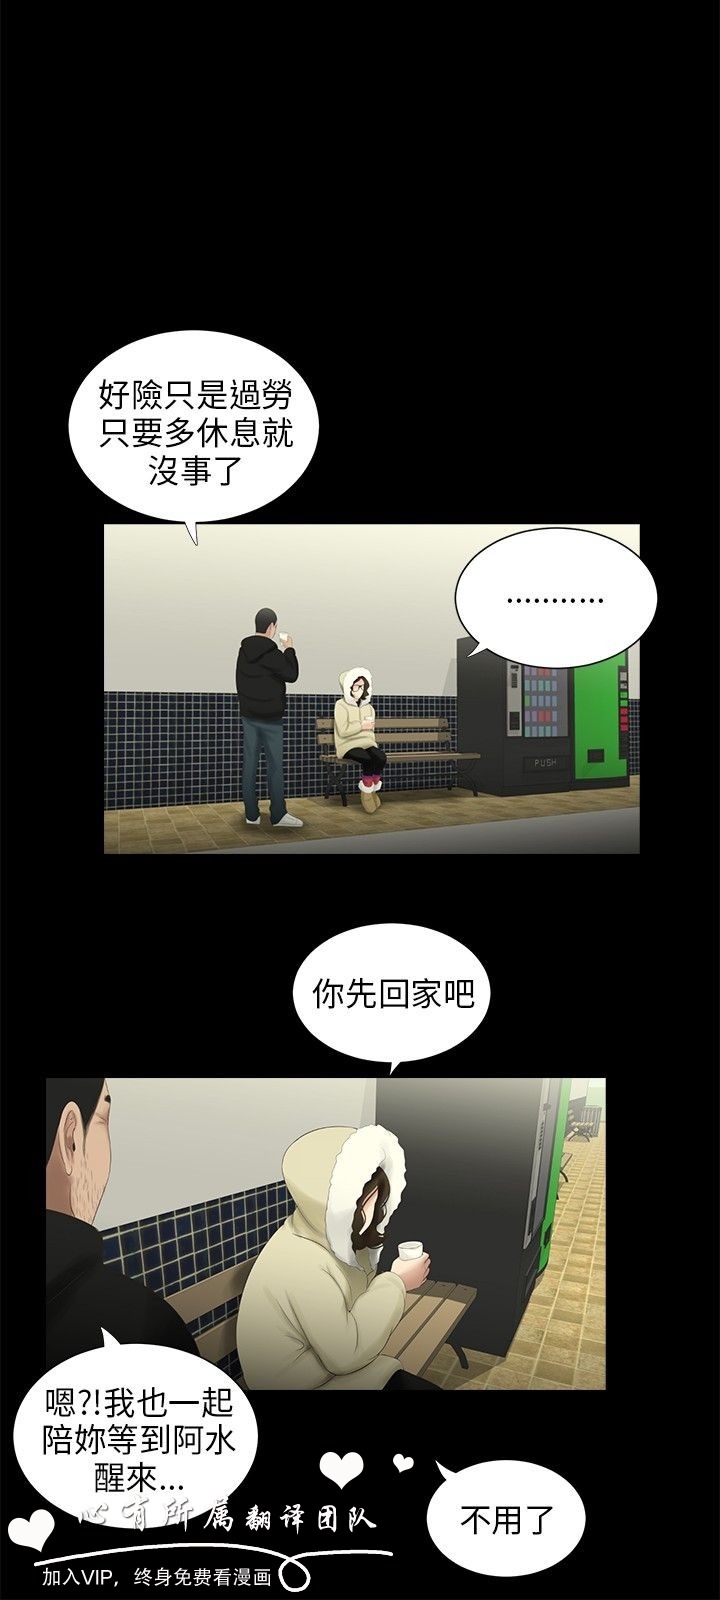 好險只是過勞
只要多休息就
沒事了
…………
PUSH
你先回家吧
嗯?!我也一起
陪妳等到阿水
醒來…
不用了
心有所属翻译团队
加入VIP，终身免费看漫画